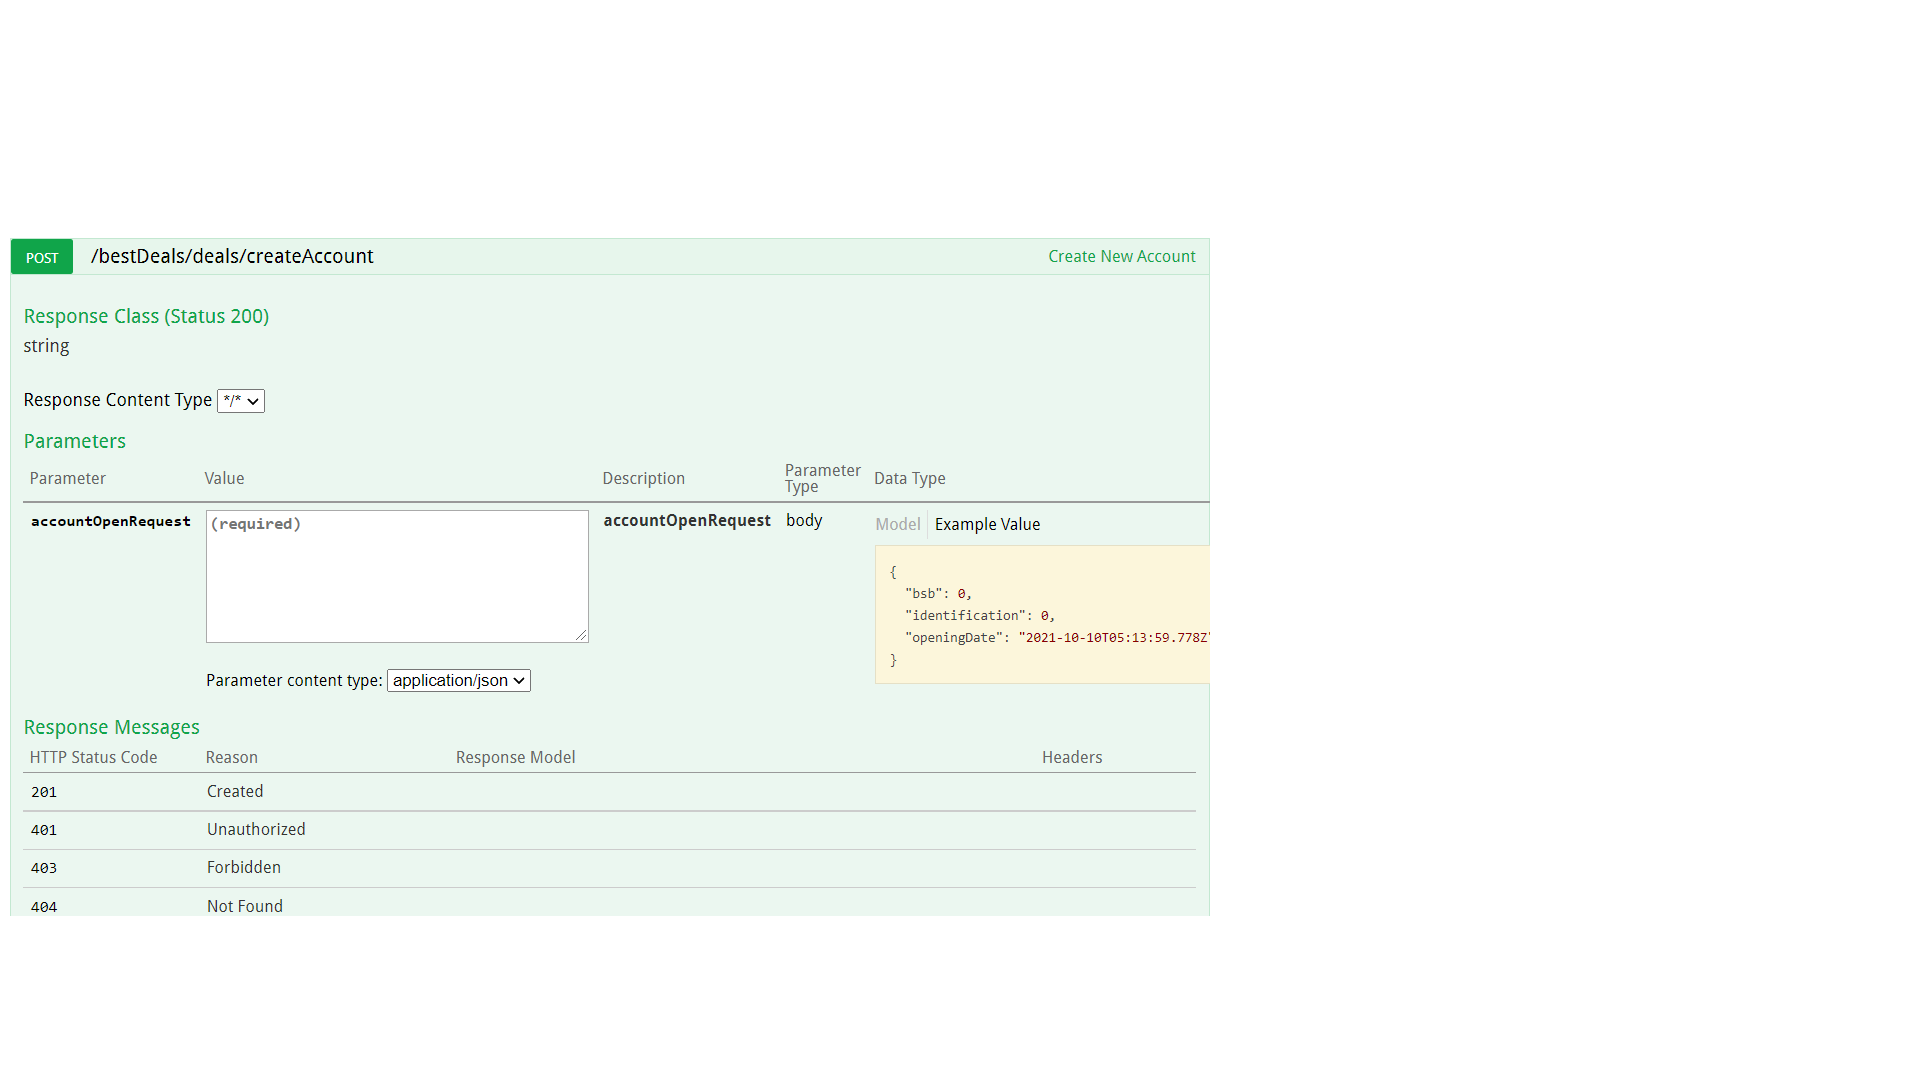 POST /bestDeals/deals/createAccount Create New Account
Response Class (Status 200)
string
Response Content Type */*
Parameters
Parameter Value Description Parameter Type Data Type
accountOpenRequest (required) accountOpenRequest body Model Example Value
{
"bsb": 0,
"identification": 0,
"openingDate": "2021-10-10T05:13:59.778Z"
}
Parameter content type: application/json
Response Messages
HTTP Status Code Reason Response Model Headers
201 Created
401 Unauthorized
403 Forbidden
404 Not Found